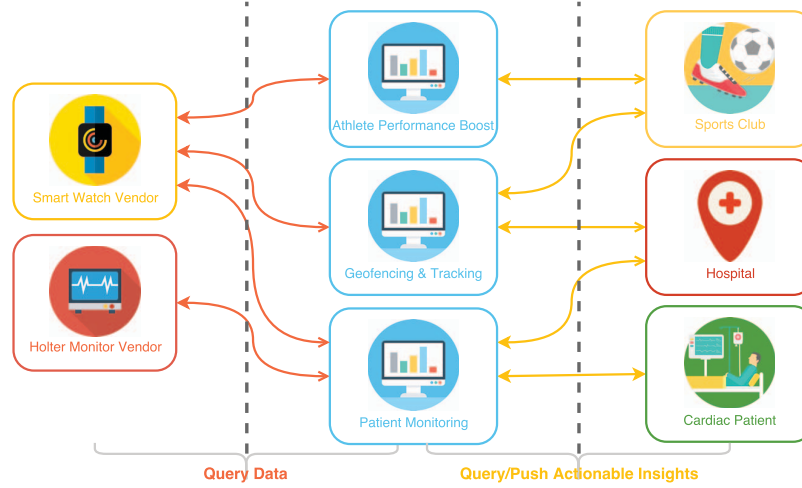 Athlete Performance Boost
Sports Club
Smart Watch Vendor
Geofencing & Tracking
Hospital
Holter Monitor Vendor
Patient Monitoring
Cardiac Patient
Query Data
Query/Push Actionable Insights